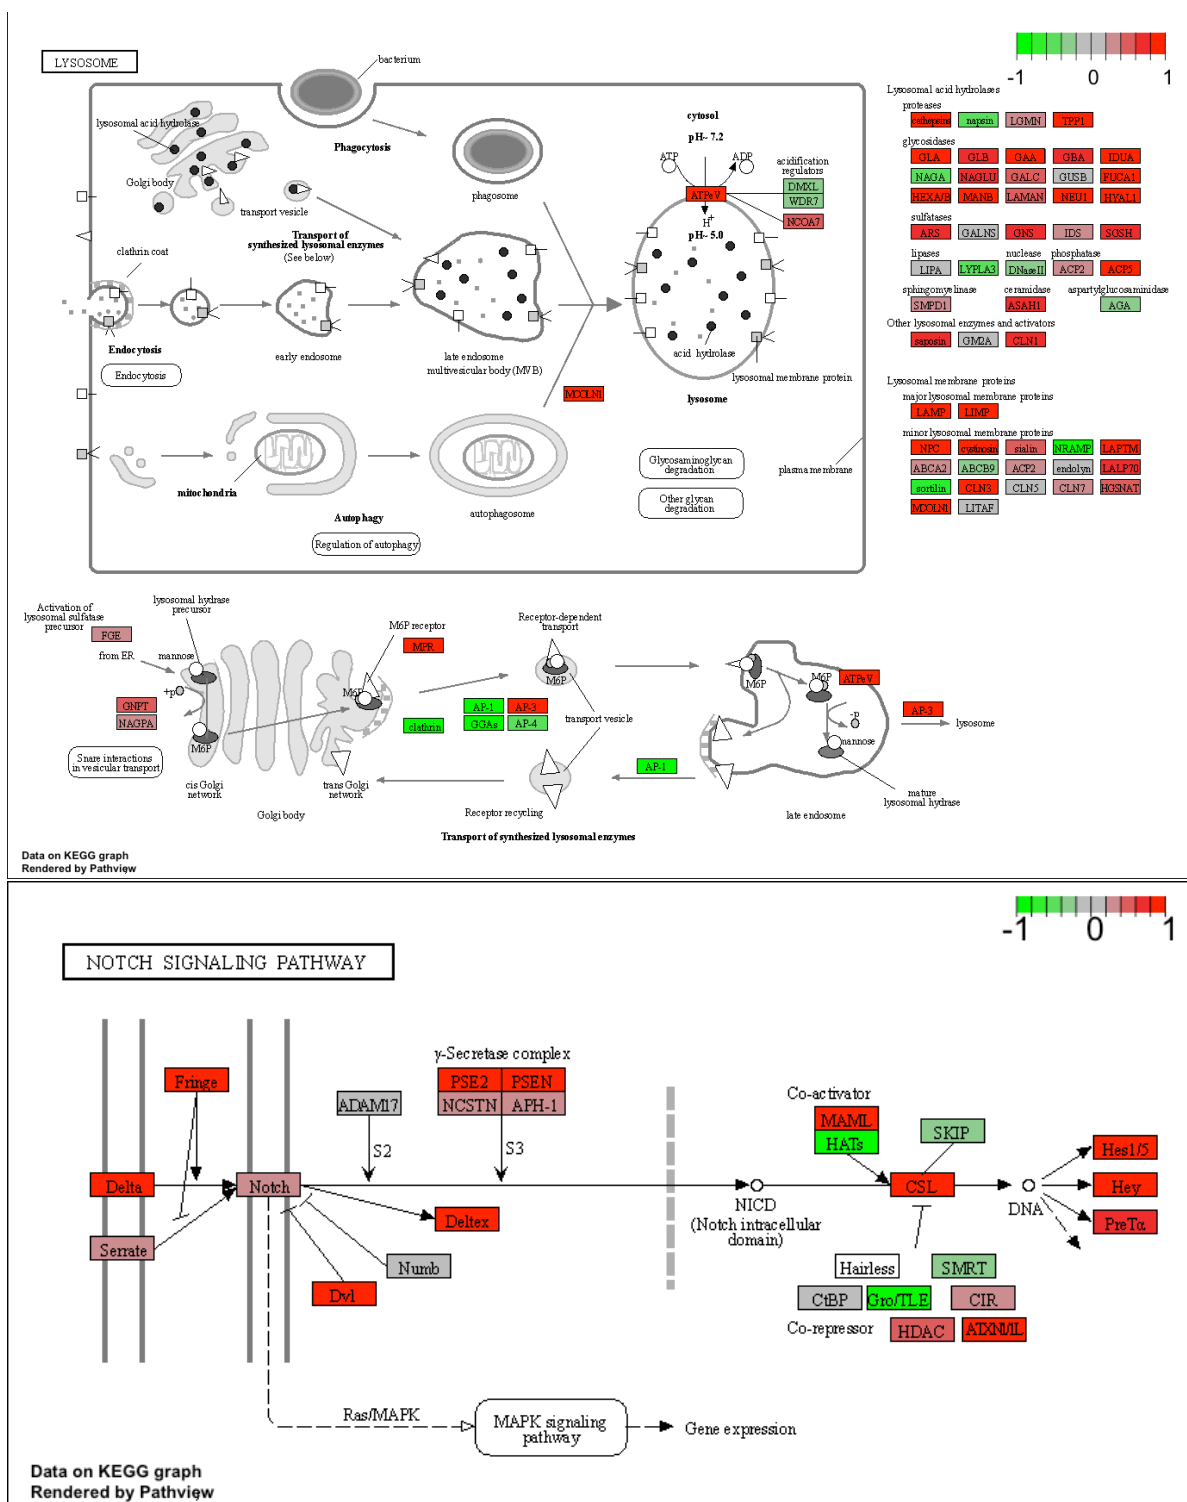 LYSOSOME
bacterium
-1 0 1
lysosomal acid hydrolase
Golgi body
transport vesicle
Phagocytosis
phagosome
cytosol
pH~ 7.2
ATP
ADP
ATPeV
H+
pH~ 5.0
acidification
regulators
DMXL
WDR7
NCOA7
Transport of
synthesized lysosomal enzymes
(See below)
clathrin coat
Endocytosis
Endocytosis
early endosome
late endosome
multivesicular body (MVB)
acid hydrolase
lysosomal membrane protein
lysosome
MCOLN1
mitochondria
Autophagy
Regulation of autophagy
autophagosome
Glycosaminoglycan
degradation
Other glycan
degradation
plasma membrane
Lysosomal acid hydrolases
proteases
cathepsins napsin LGMN TPP1
glycosidases
GLA GLB GAA GBA IDUA
NAGA NAGLU GALC GUSB FUCA1
HEXA/B MANB LAMAN NEU1 HYAL1
sulfatases
ARS GALNS GNS IDS SGSH
lipases nuclease phosphatase
LIPA LYPLA3 DNaseII ACP2 ACP5
sphingomyelinase ceramidase aspartylglucosaminidase
SMPD1 ASAH1 AGA
Other lysosomal enzymes and activators
saposin GM2A CLN1
Lysosomal membrane proteins
major lysosomal membrane proteins
LAMP LIMP
minor lysosomal membrane proteins
NPC cystinosin sialin NRAMP LAPTM
ABCA2 ABCB9 ACP2 endolyn LALP70
sortilin CLN3 CLN5 CLN7 HGSNAT
MCOLN1 LITAF
Activation of
lysosomal sulfatase
precursor
FGE
lysosomal hydrase
precursor
from ER
mannose
+p
GNPT
NAGPA
M6P
Snare interactions
in vesicular transport
cis Golgi
network
Golgi body
trans Golgi
network
M6P
M6P receptor
MPR
clathrin
AP-1 AP-3
GGAs AP-4
Receptor-dependent
transport
M6P
transport vesicle
Receptor recycling
AP-1
M6P
M6P
ATPeV
-p
mannose
AP-3
lysosome
mature
lysosomal hydrase
late endosome
Transport of synthesized lysosomal enzymes
Data on KEGG graph
Rendered by Pathview
-1 0 1
NOTCH SIGNALING PATHWAY
Fringe
ADAM17
S2
γ-Secretase complex
PSE2 PSEN
NCSTN APH-1
S3
Delta
Notch
Serrate
Deltex
Numb
Dvl
NICD
(Notch intracellular
domain)
Co-activator
MAML
HATs
SKIP
CSL
DNA
Hes1/5
Hey
PreTα
Hairless
SMRT
CtBP Gro/TLE CIR
Co-repressor HDAC ATXN1/1L
Ras/MAPK
MAPK signaling
pathway
Gene expression
Data on KEGG graph
Rendered by Pathview